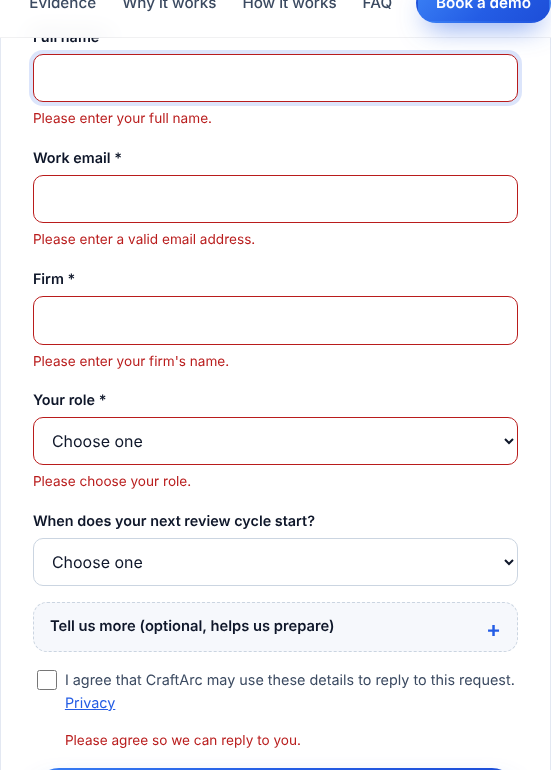 Evidence Why it works How it works FAQ Book a demo
Full name
Please enter your full name.
Work email *
Please enter a valid email address.
Firm *
Please enter your firm's name.
Your role *
Choose one
Please choose your role.
When does your next review cycle start?
Choose one
Tell us more (optional, helps us prepare) +
I agree that CraftArc may use these details to reply to this request.
Privacy
Please agree so we can reply to you.